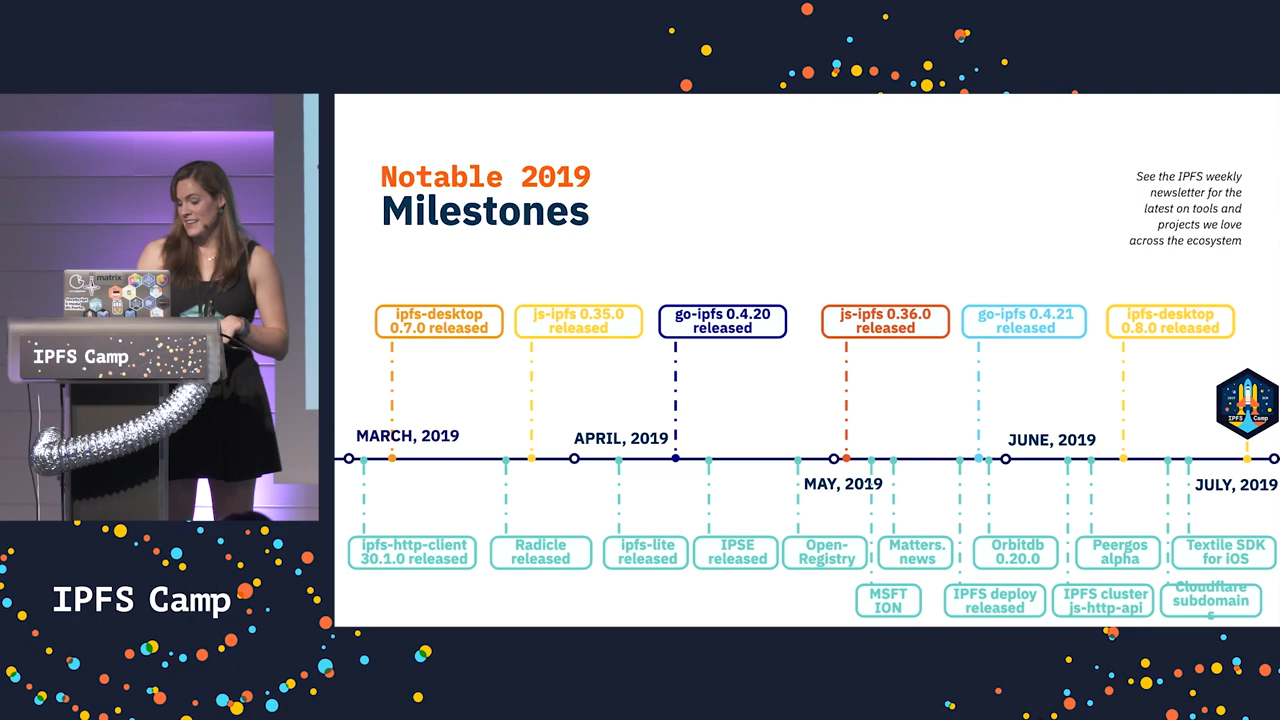 Notable 2019
Milestones
See the IPFS weekly
newsletter for the
latest on tools and
projects we love
across the ecosystem
ipfs-desktop
0.7.0 released
js-ipfs 0.35.0
released
go-ipfs 0.4.20
released
js-ipfs 0.36.0
released
go-ipfs 0.4.21
released
ipfs-desktop
0.8.0 released
IPFS Camp
MARCH, 2019
APRIL, 2019
MAY, 2019
JUNE, 2019
JULY, 2019
ipfs-http-client
30.1.0 released
Radicle
released
ipfs-lite
released
IPSE
released
Open-
Registry
Matters.
news
Orbitdb
0.20.0
Peergos
alpha
Textile SDK
for iOS
MSFT
ION
IPFS deploy
released
IPFS cluster
js-http-api
Cloudflare
subdomain
s
matrix
IPFS Camp
IPFS Camp